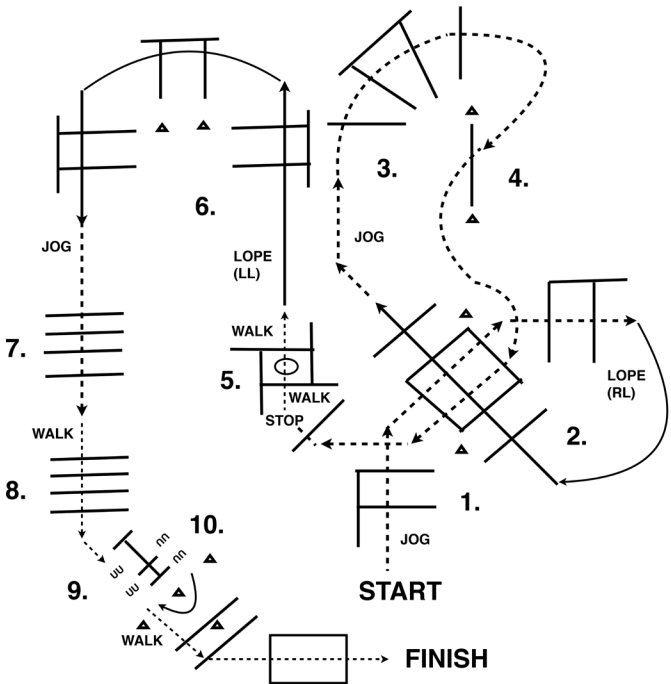 3.
4.
6.
JOG
LOPE
(LL)
JOG
7.
WALK
5.
WALK
STOP
LOPE
(RL)
2.
WALK
8.
1.
10.
JOG
9.
START
WALK
FINISH